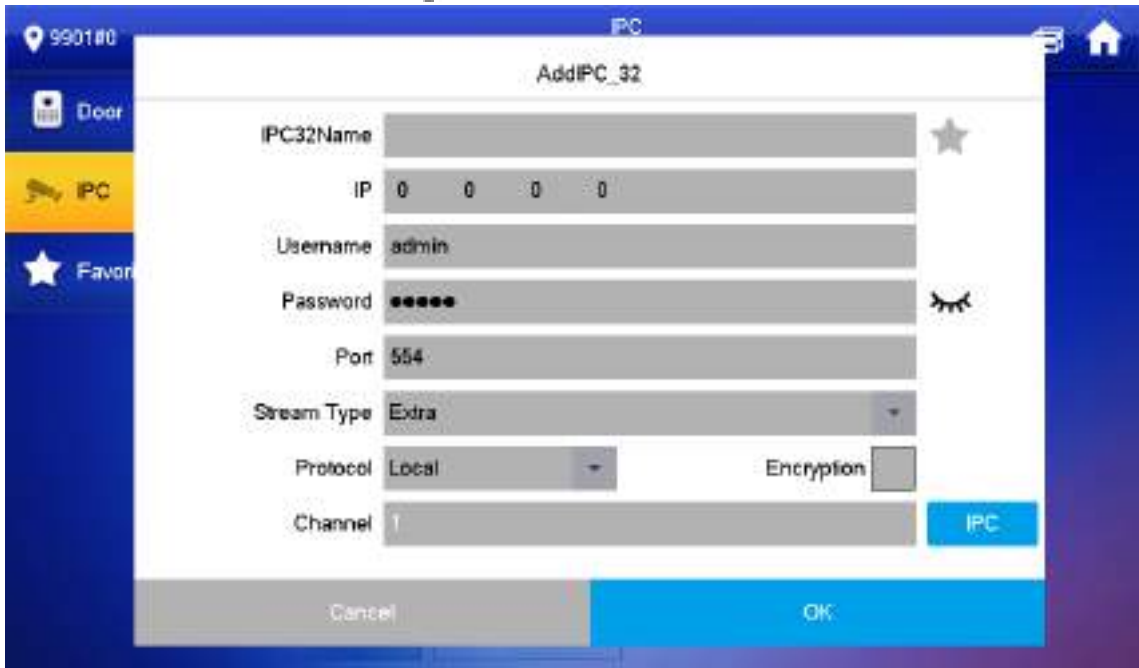 9901#0
IPC
AddIPC_32
Door
IPC32Name
IPC
IP 0 0 0 0
Username admin
Favori
Password ●●●●●
Port 554
Stream Type Extra
Protocol Local Encryption
Channel 1 IPC
Cancel OK